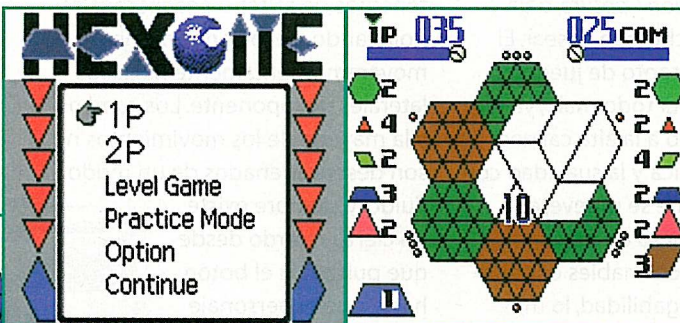 HEXCITE
1P
2P
Level Game
Practice Mode
Option
Continue
1P 035 025 COM
2 2
4 2
2 4
3 2
10
2 2
3
1